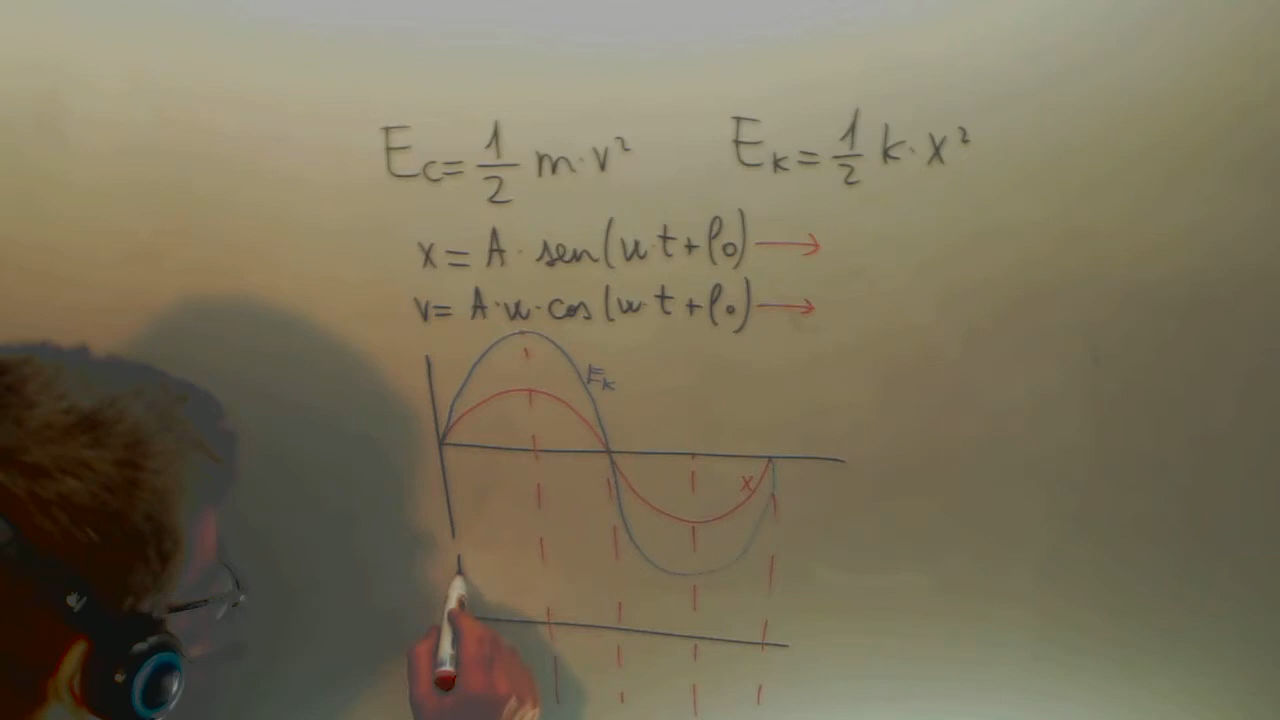 Ec = 1/2 m·v² Ek = 1/2 k·x²
x = A · sen(ω·t + φ₀) →
v = A·ω·cos(ω·t + φ₀) →
Ek
x